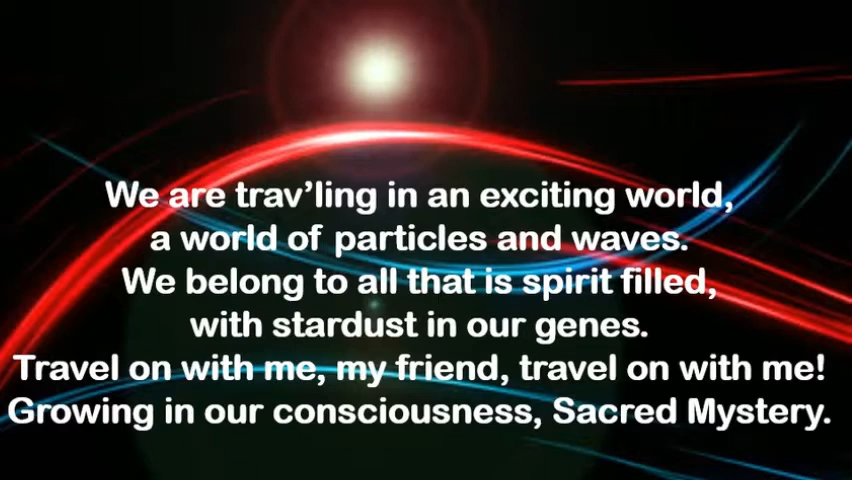 We are trav’ling in an exciting world,
a world of particles and waves.
We belong to all that is spirit filled,
with stardust in our genes.
Travel on with me, my friend, travel on with me!
Growing in our consciousness, Sacred Mystery.